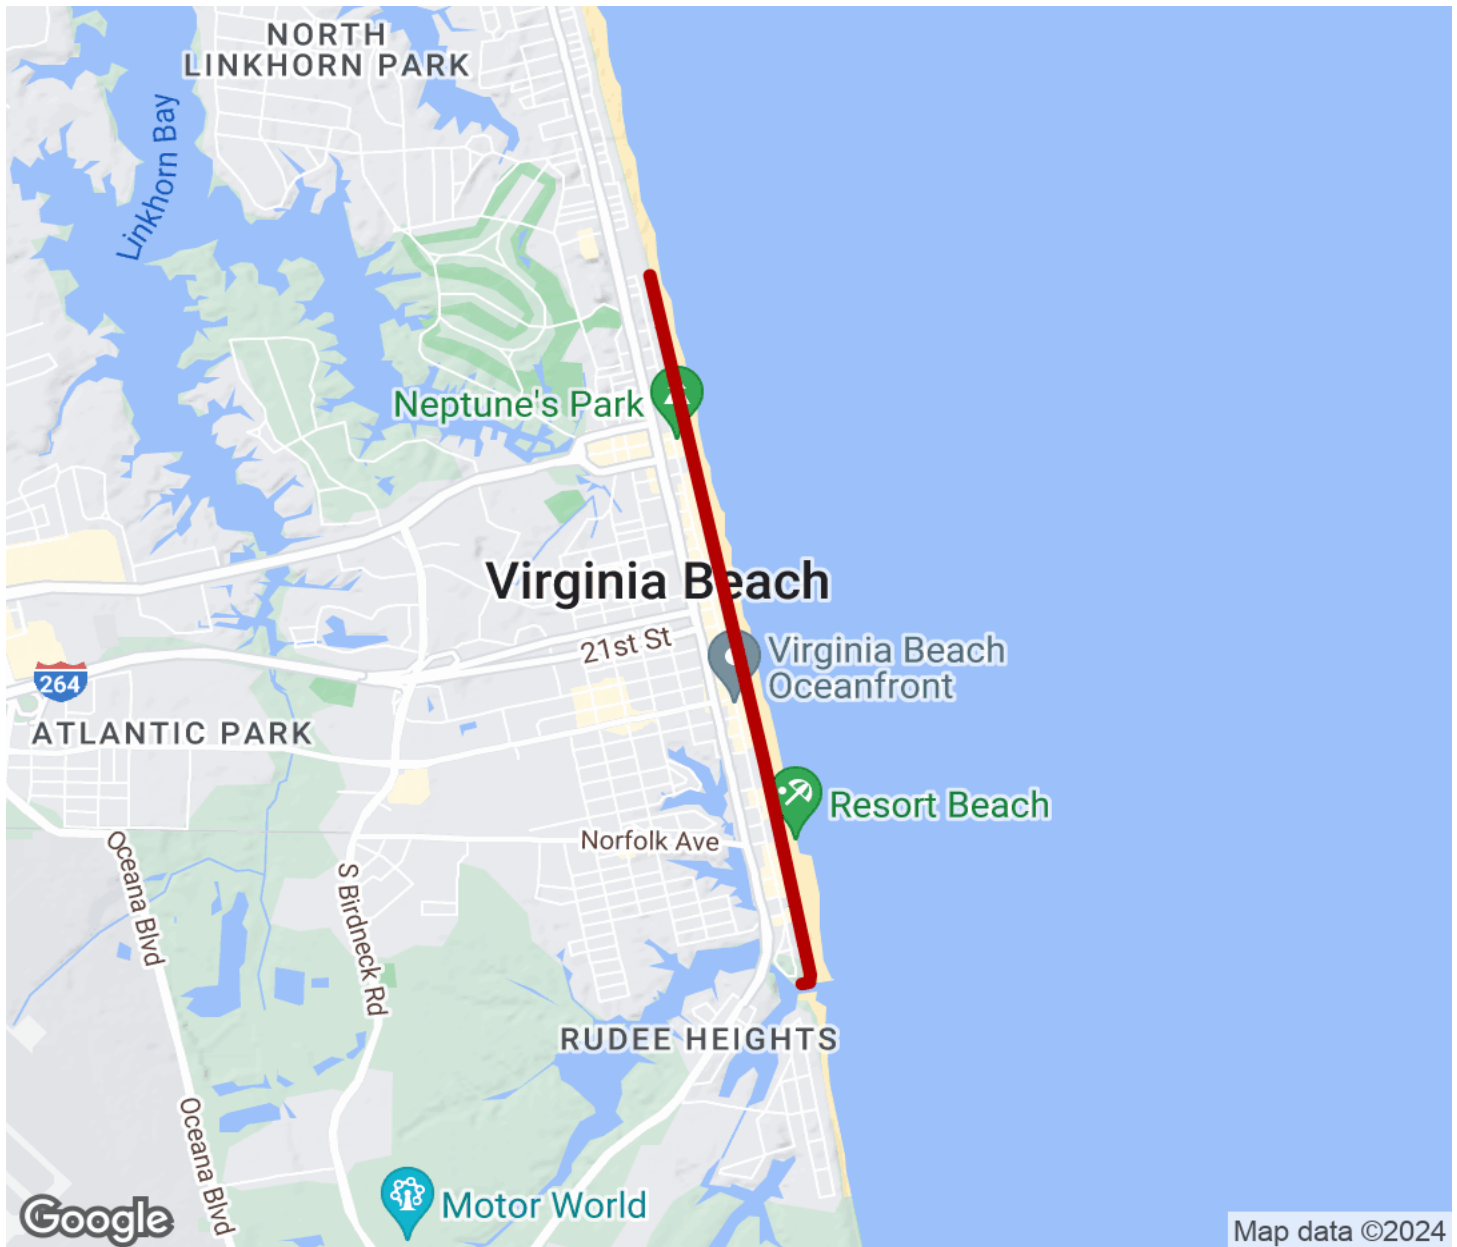 NORTH
LINKHORN PARK
Linkhorn Bay
Neptune's Park
Virginia Beach
21st St
Virginia Beach
Oceanfront
264
ATLANTIC PARK
Resort Beach
Norfolk Ave
Oceana Blvd
S Birdneck Rd
RUDEE HEIGHTS
Oceana Blvd
Motor World
Google
Map data ©2024